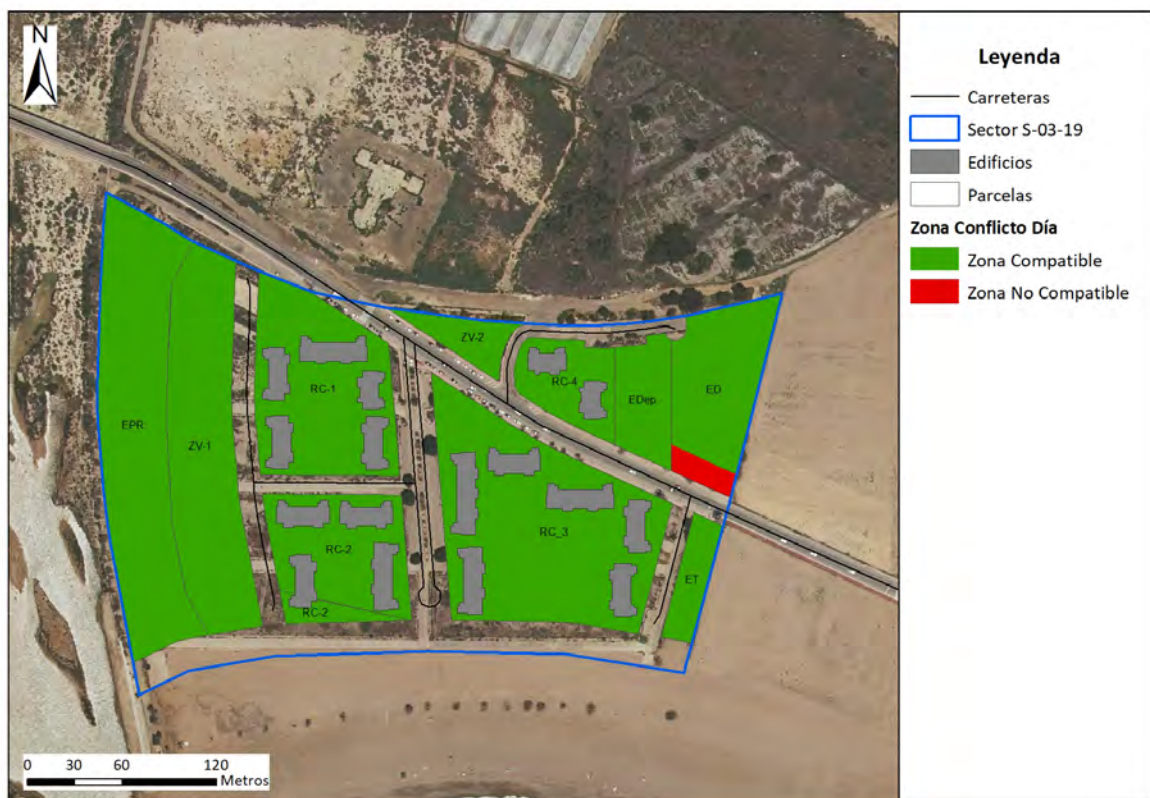 N
Leyenda
Carreteras
Sector S-03-19
Edificios
Parcelas
Zona Conflicto Día
Zona Compatible
Zona No Compatible
ZV-2
RC-4
RC-1
EDep
ED
EPR
ZV-1
RC_3
RC-2
ET
RC-2
0 30 60 120
Metros